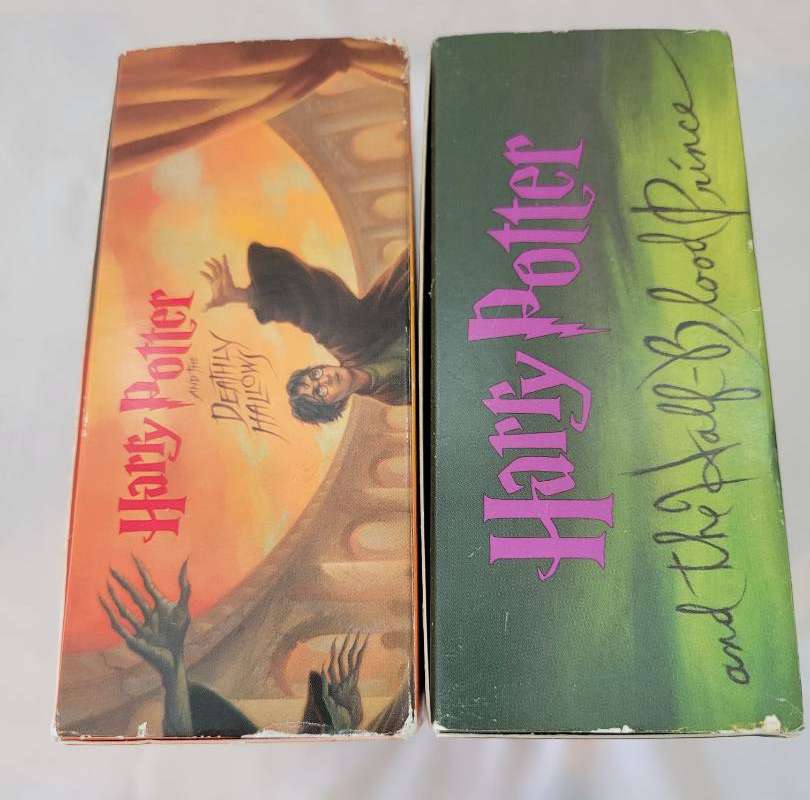 Harry Potter
AND THE
DEATHLY
HALLOWS
Harry Potter
and the Half-Blood Prince